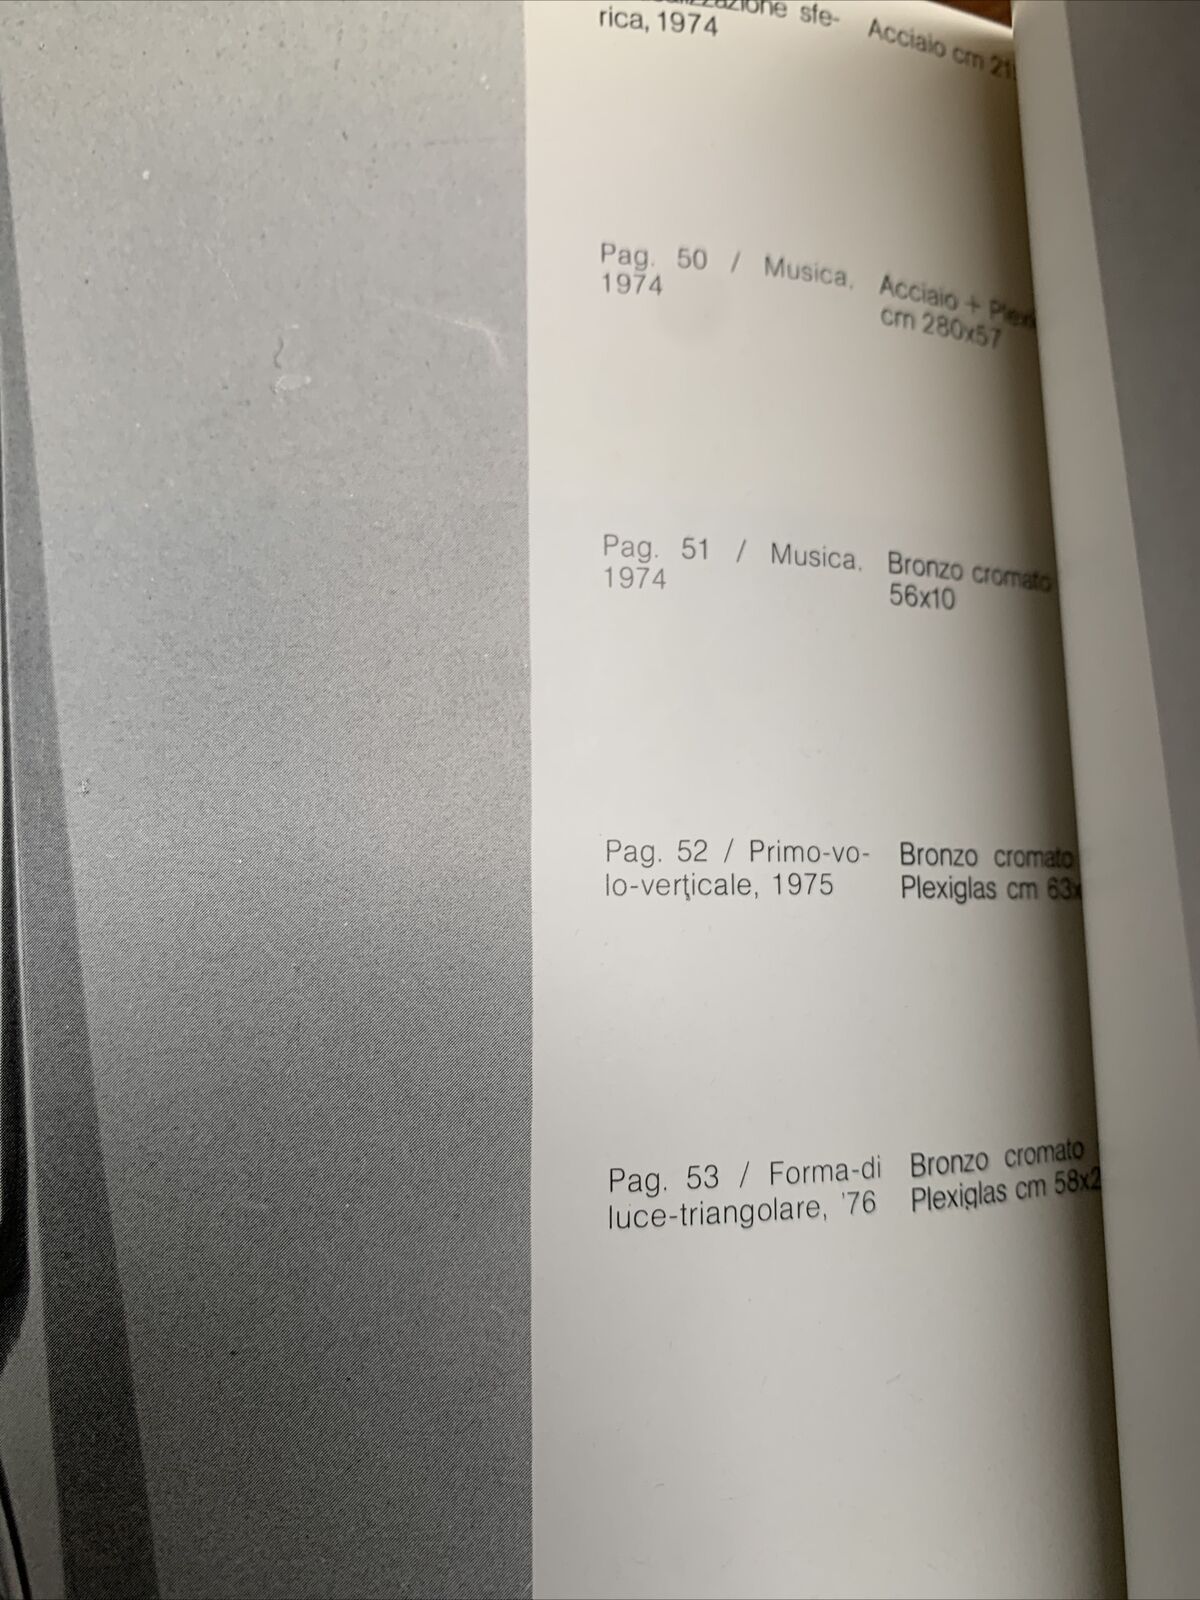 sfe-
rica, 1974
Acciaio cm
Pag. 50 / Musica,
1974
Acciaio +
cm 280x57
Pag. 51 / Musica,
1974
Bronzo cromato
56x10
Pag. 52 / Primo-vo-
lo-verticale, 1975
Bronzo cromato
Plexiglas cm
Pag. 53 / Forma-di
luce-triangolare, '76
Bronzo cromato
Plexiglas cm